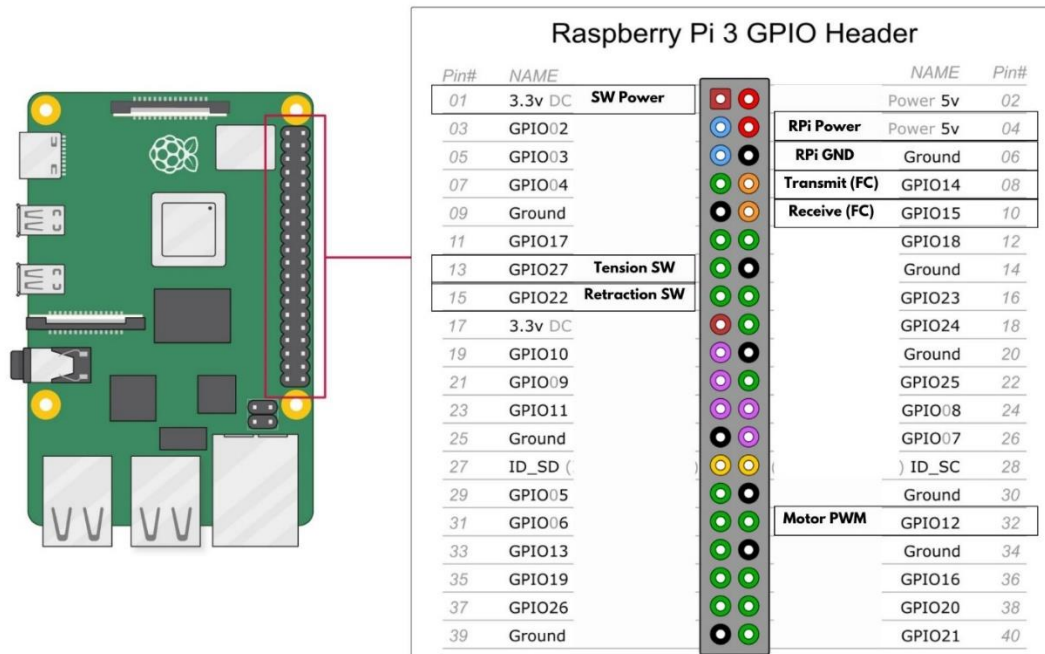 Raspberry Pi 3 GPIO Header
Pin# NAME NAME Pin#
01 3.3v DC SW Power Power 5v 02
03 GPIO02 RPi Power Power 5v 04
05 GPIO03 RPi GND Ground 06
07 GPIO04 Transmit (FC) GPIO14 08
09 Ground Receive (FC) GPIO15 10
11 GPIO17 GPIO18 12
13 GPIO27 Tension SW Ground 14
15 GPIO22 Retraction SW GPIO23 16
17 3.3v DC GPIO24 18
19 GPIO10 Ground 20
21 GPIO09 GPIO25 22
23 GPIO11 GPIO08 24
25 Ground GPIO07 26
27 ID_SD ( ) ( ) ID_SC 28
29 GPIO05 Ground 30
31 GPIO06 Motor PWM GPIO12 32
33 GPIO13 Ground 34
35 GPIO19 GPIO16 36
37 GPIO26 GPIO20 38
39 Ground GPIO21 40